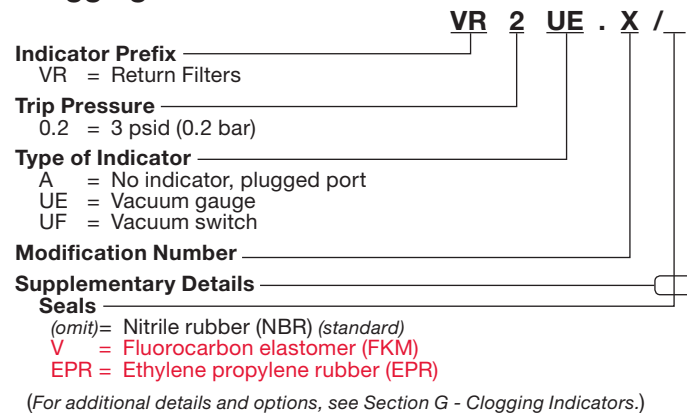 VR 2 UE . X /
Indicator Prefix
VR = Return Filters
Trip Pressure
0.2 = 3 psid (0.2 bar)
Type of Indicator
A = No indicator, plugged port
UE = Vacuum gauge
UF = Vacuum switch
Modification Number
Supplementary Details
Seals
(omit)= Nitrile rubber (NBR) (standard)
V = Fluorocarbon elastomer (FKM)
EPR = Ethylene propylene rubber (EPR)
(For additional details and options, see Section G - Clogging Indicators.)